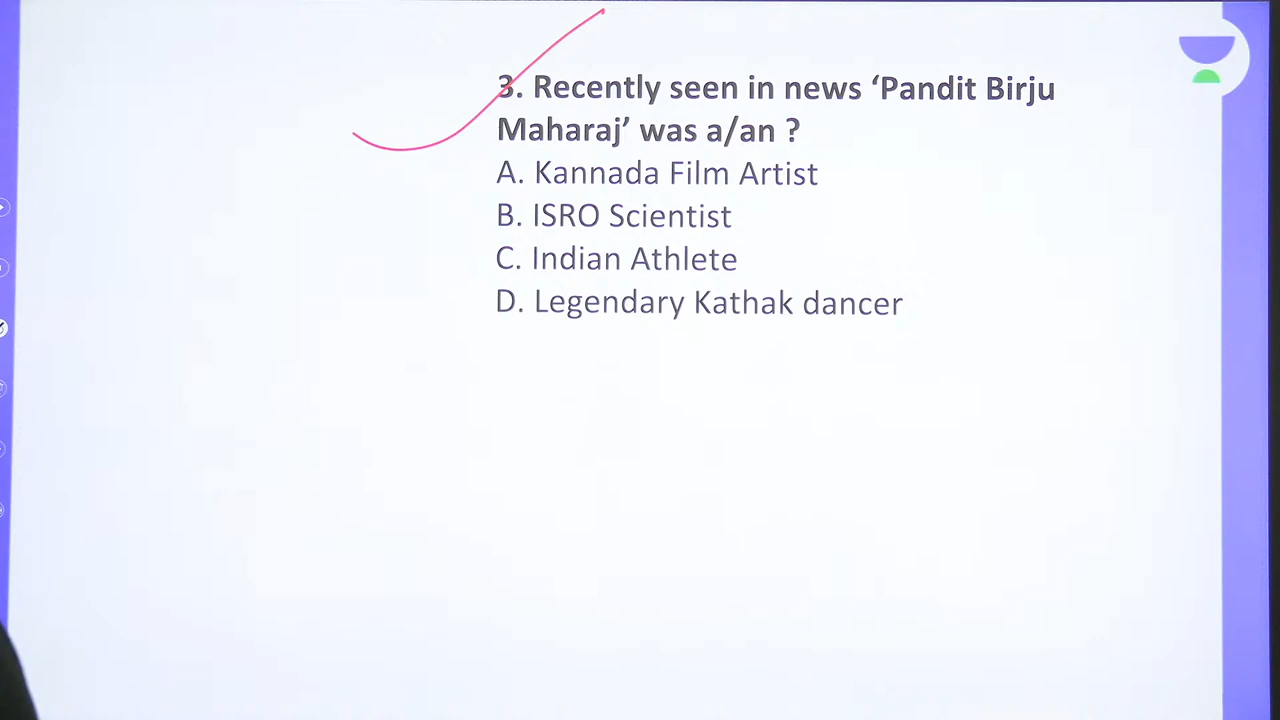 3. Recently seen in news ‘Pandit Birju
Maharaj’ was a/an ?
A. Kannada Film Artist
B. ISRO Scientist
C. Indian Athlete
D. Legendary Kathak dancer